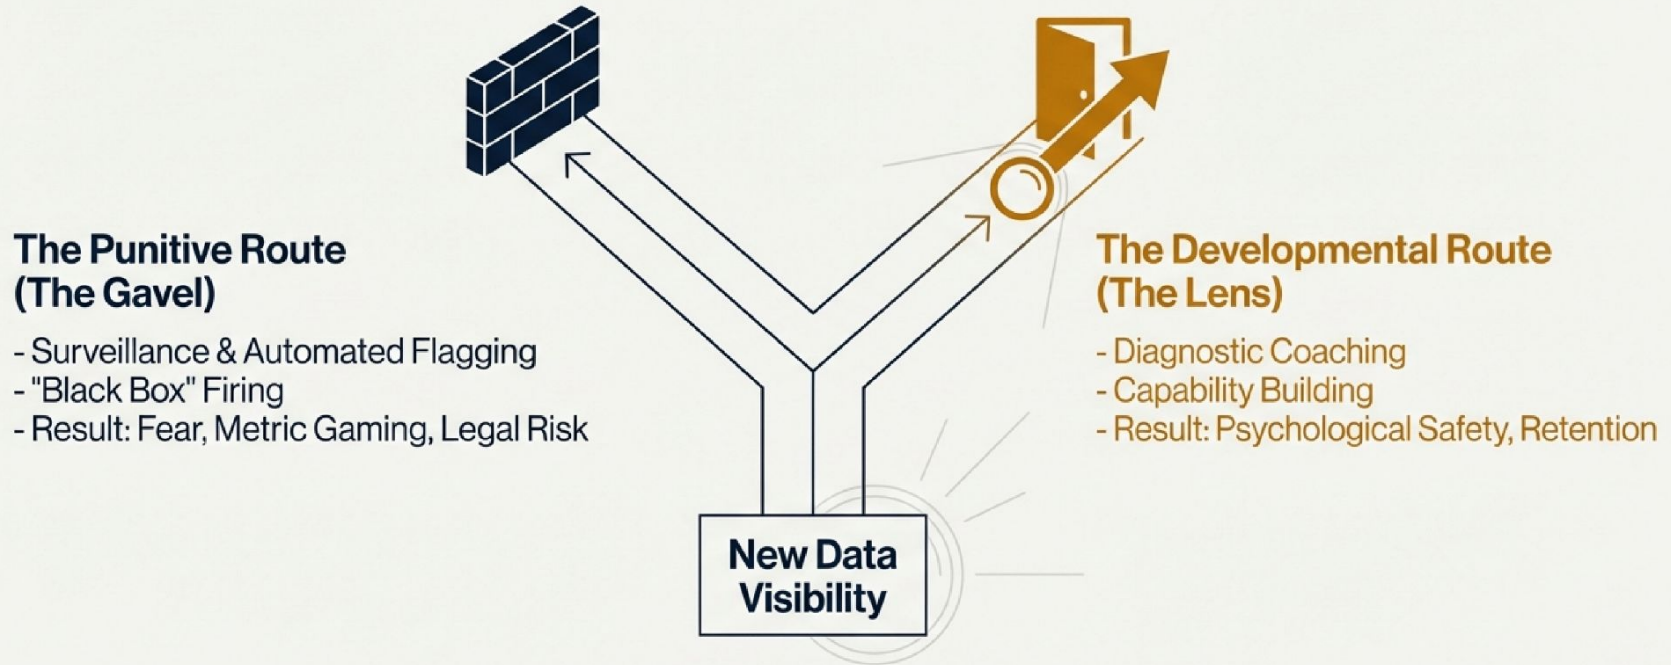 The Punitive Route
(The Gavel)
- Surveillance & Automated Flagging
- "Black Box" Firing
- Result: Fear, Metric Gaming, Legal Risk
The Developmental Route
(The Lens)
- Diagnostic Coaching
- Capability Building
- Result: Psychological Safety, Retention
New Data
Visibility